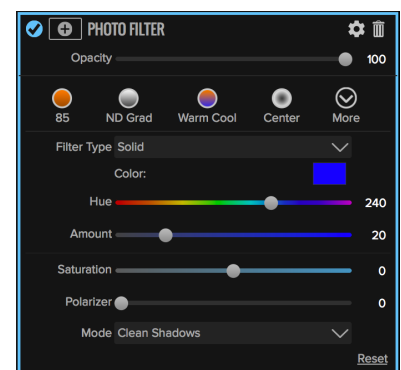 PHOTO FILTER
Opacity 100
85 ND Grad Warm Cool Center More
Filter Type Solid
Color:
Hue 240
Amount 20
Saturation 0
Polarizer 0
Mode Clean Shadows
Reset